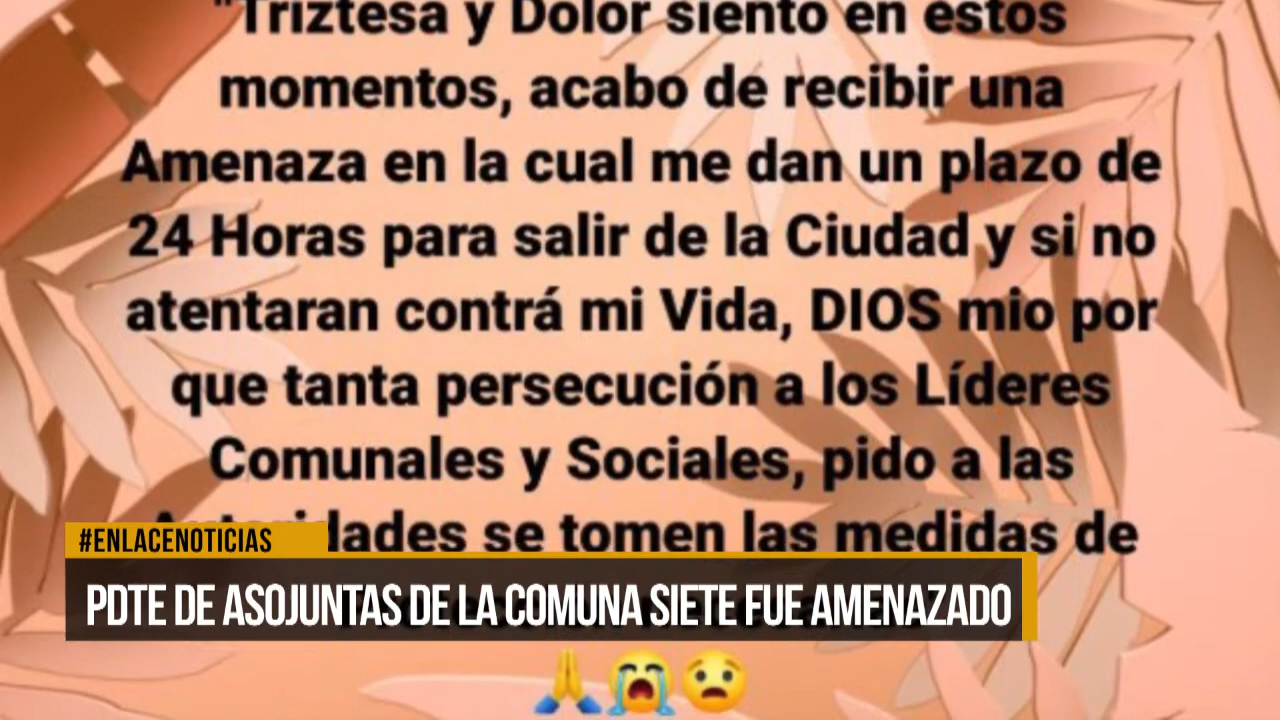 "Triztesa y Dolor siento en estos
momentos, acabo de recibir una
Amenaza en la cual me dan un plazo de
24 Horas para salir de la Ciudad y si no
atentaran contrá mi Vida, DIOS mio por
que tanta persecución a los Líderes
Comunales y Sociales, pido a las
se tomen las medidas de
#ENLACENOTICIAS
PDTE DE ASOJUNTAS DE LA COMUNA SIETE FUE AMENAZADO